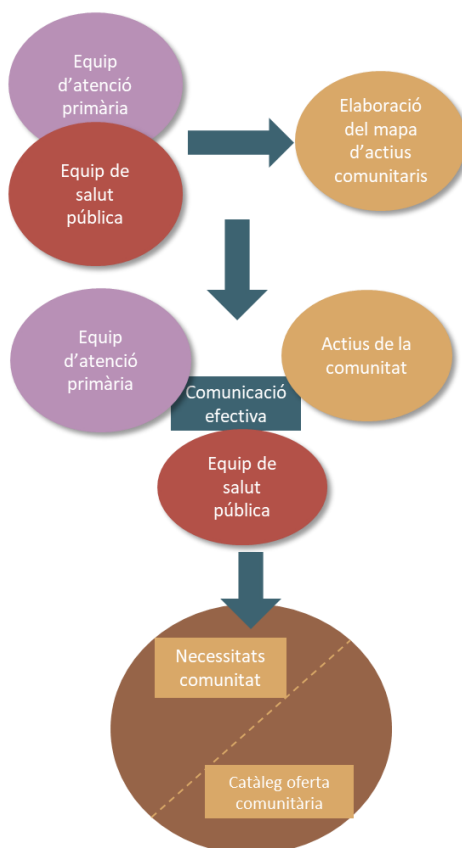 Equip
d'atenció
primària
Equip de
salut
pública
Elaboració
del mapa
d'actius
comunitaris
Equip
d'atenció
primària
Actius de la
comunitat
Comunicació
efectiva
Equip de
salut
pública
Necessitats
comunitat
Catàleg oferta
comunitària